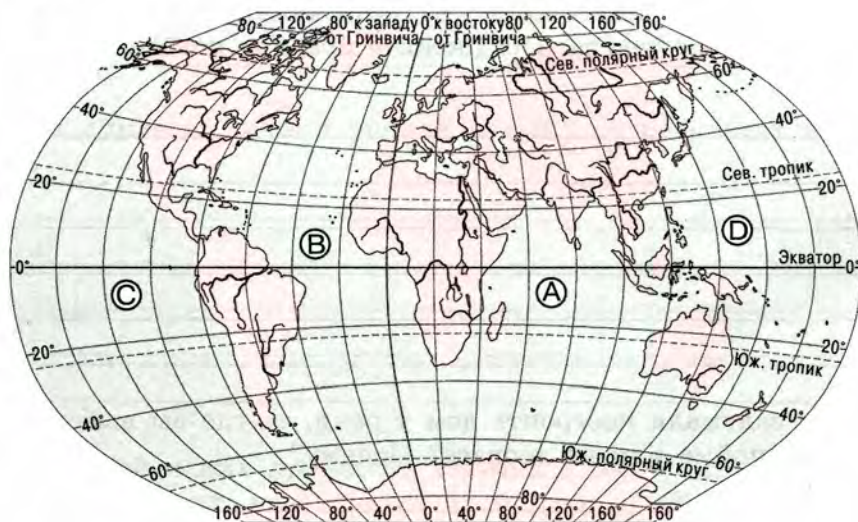 80° 120° 80° к западу 0° к востоку 80° 120° 160° 160°
от Гринвича от Гринвича
60° Сев. полярный круг 60°
40° 40°
Сев. тропик
20° 20°
B D
Экватор
0° 0°
C A
20° 20°
Юж. тропик
40° 40°
60° Юж. полярный круг 60°
80°
160° 120° 80° 40° 0° 40° 80° 120° 160°